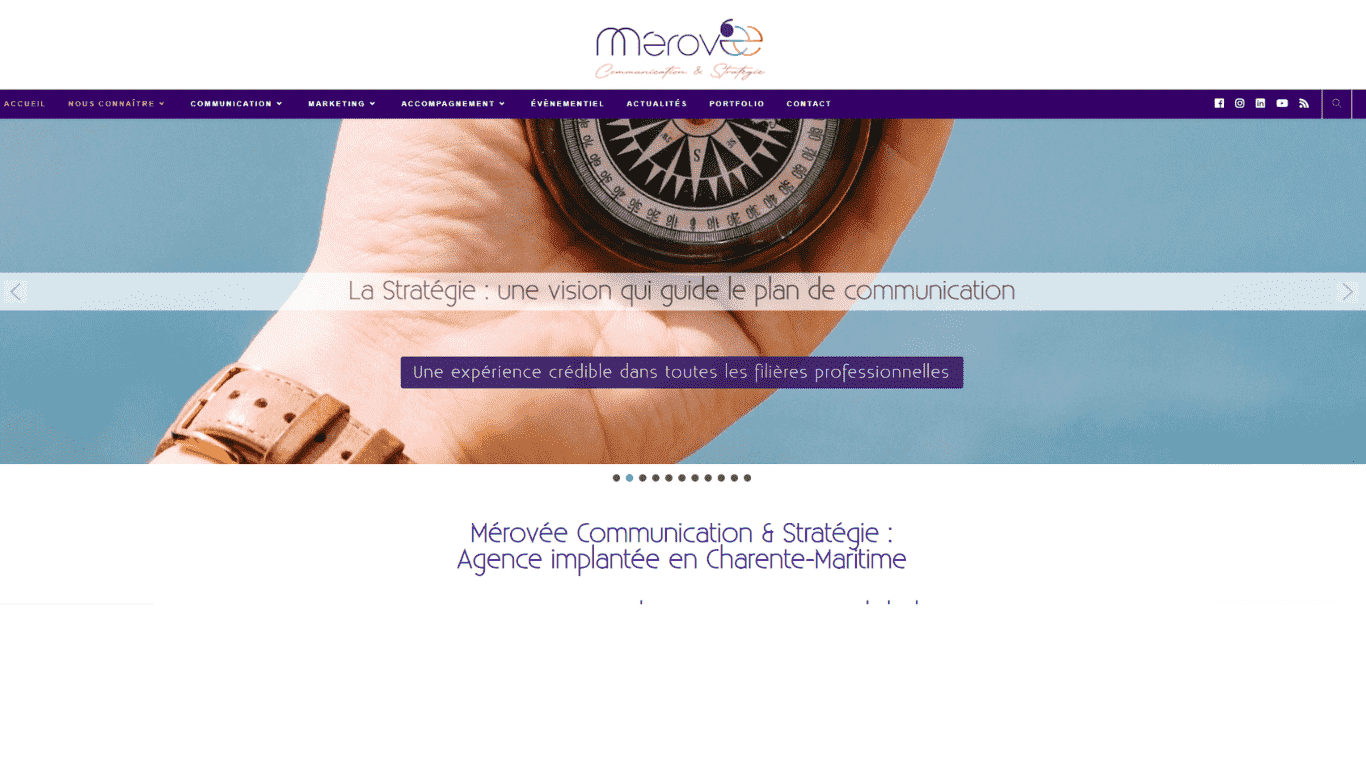 Mérovée
Communication & Stratégie
ACCUEIL NOUS CONNAÎTRE COMMUNICATION MARKETING ACCOMPAGNEMENT ÉVÈNEMENTIEL ACTUALITÉS PORTFOLIO CONTACT
S
La Stratégie : une vision qui guide le plan de communication
Une expérience crédible dans toutes les filières professionnelles
Mérovée Communication & Stratégie :
Agence implantée en Charente-Maritime